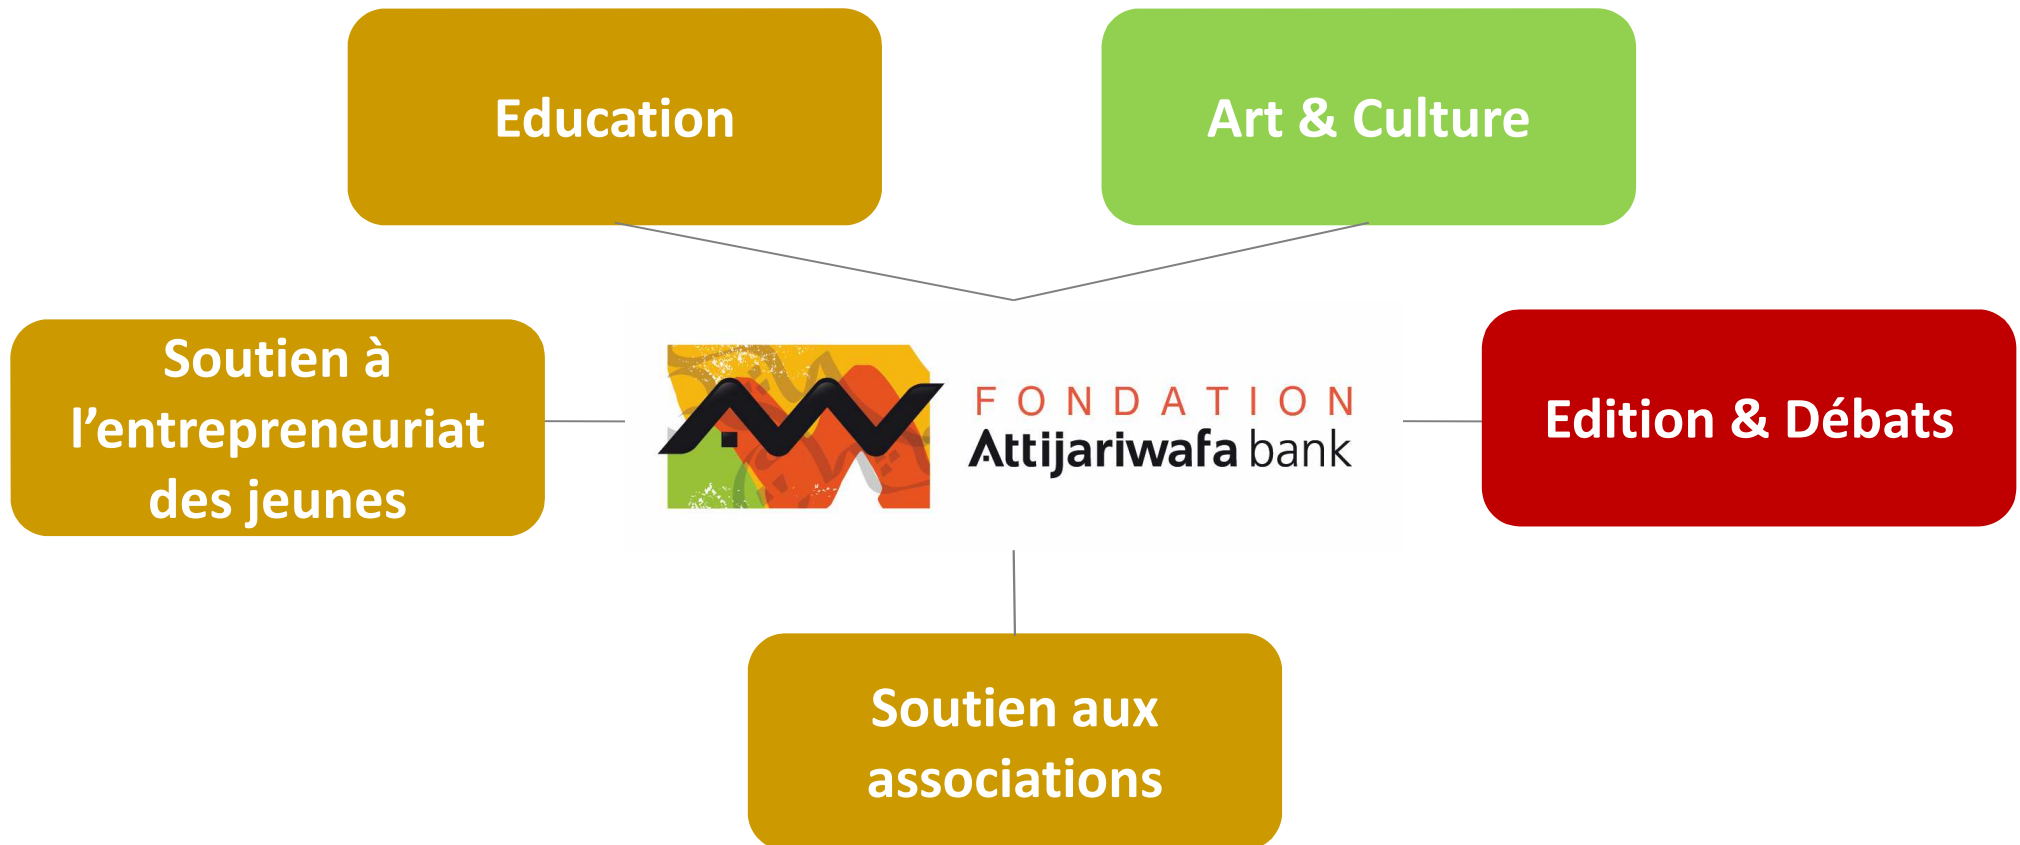 Education
Art & Culture
Soutien à
l’entrepreneuriat
des jeunes
FONDATION
Attijariwafa bank
Edition & Débats
Soutien aux
associations